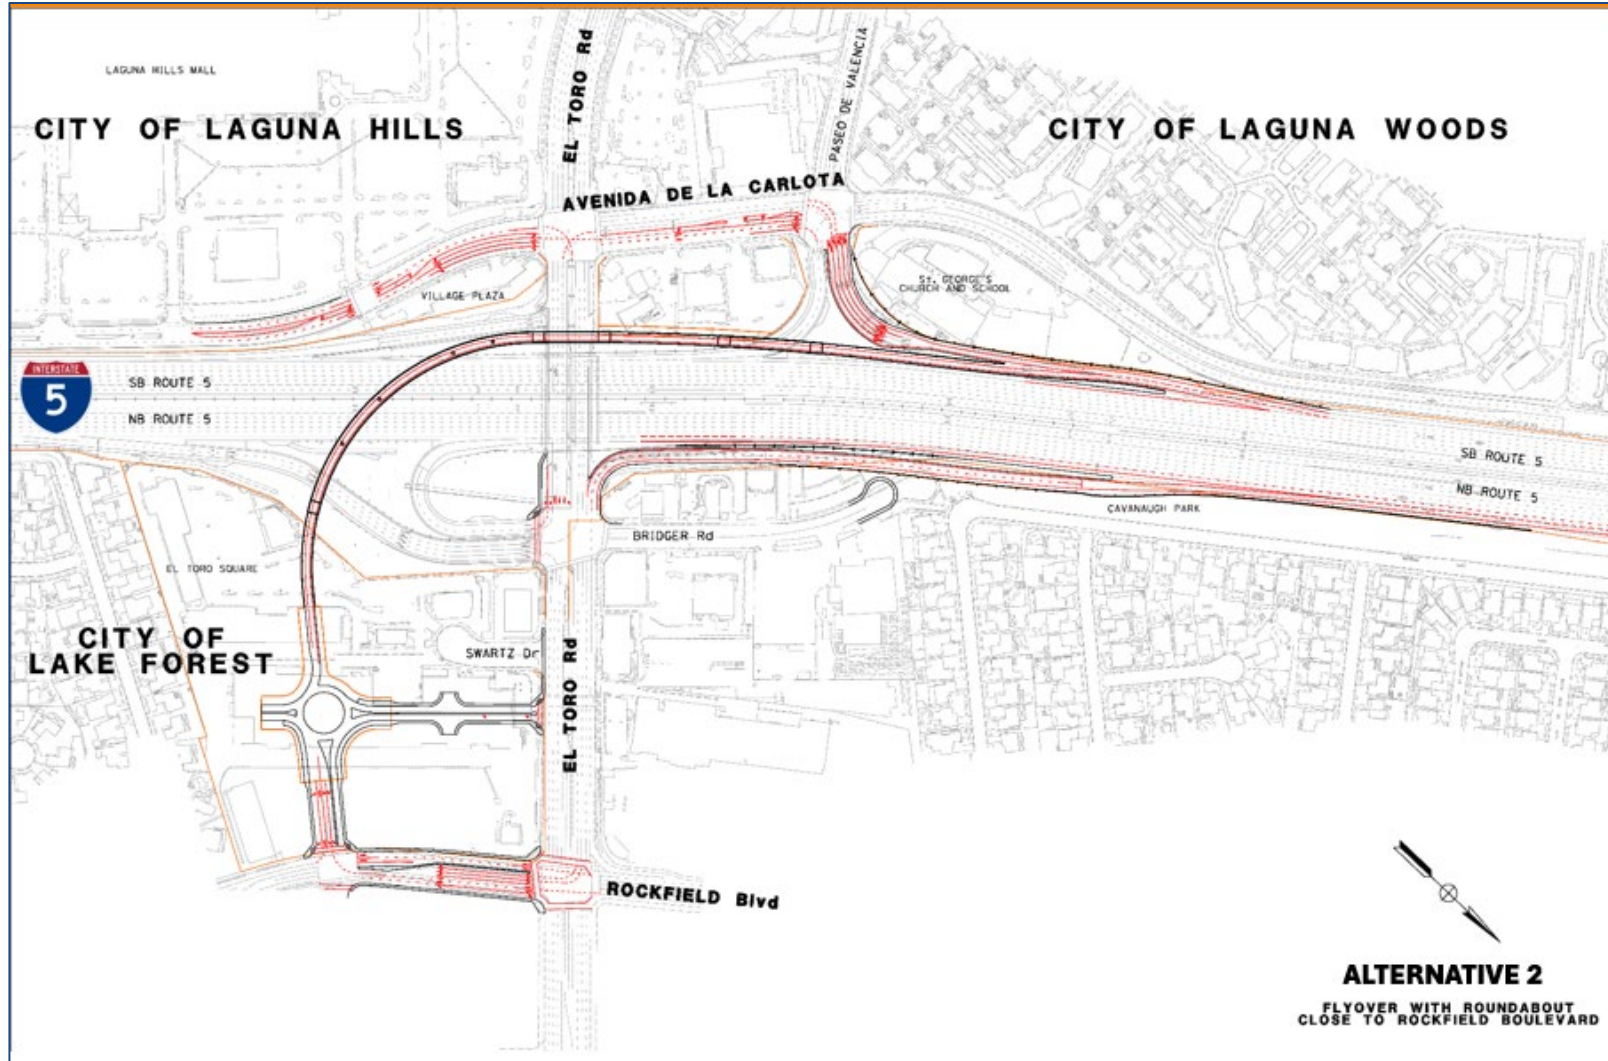 LAGUNA HILLS MALL
CITY OF LAGUNA HILLS
EL TORO Rd
PASEO DE VALENCIA
CITY OF LAGUNA WOODS
AVENIDA DE LA CARLOTA
VILLAGE PLAZA
ST. GEORGE'S
CHURCH AND SCHOOL
INTERSTATE
5
SB ROUTE 5
NB ROUTE 5
SB ROUTE 5
NB ROUTE 5
CAVANAUGH PARK
BRIDGER Rd
EL TORO SQUARE
CITY OF
LAKE FOREST
SWARTZ Dr
EL TORO Rd
ROCKFIELD Blvd
ALTERNATIVE 2
FLYOVER WITH ROUNDABOUT
CLOSE TO ROCKFIELD BOULEVARD